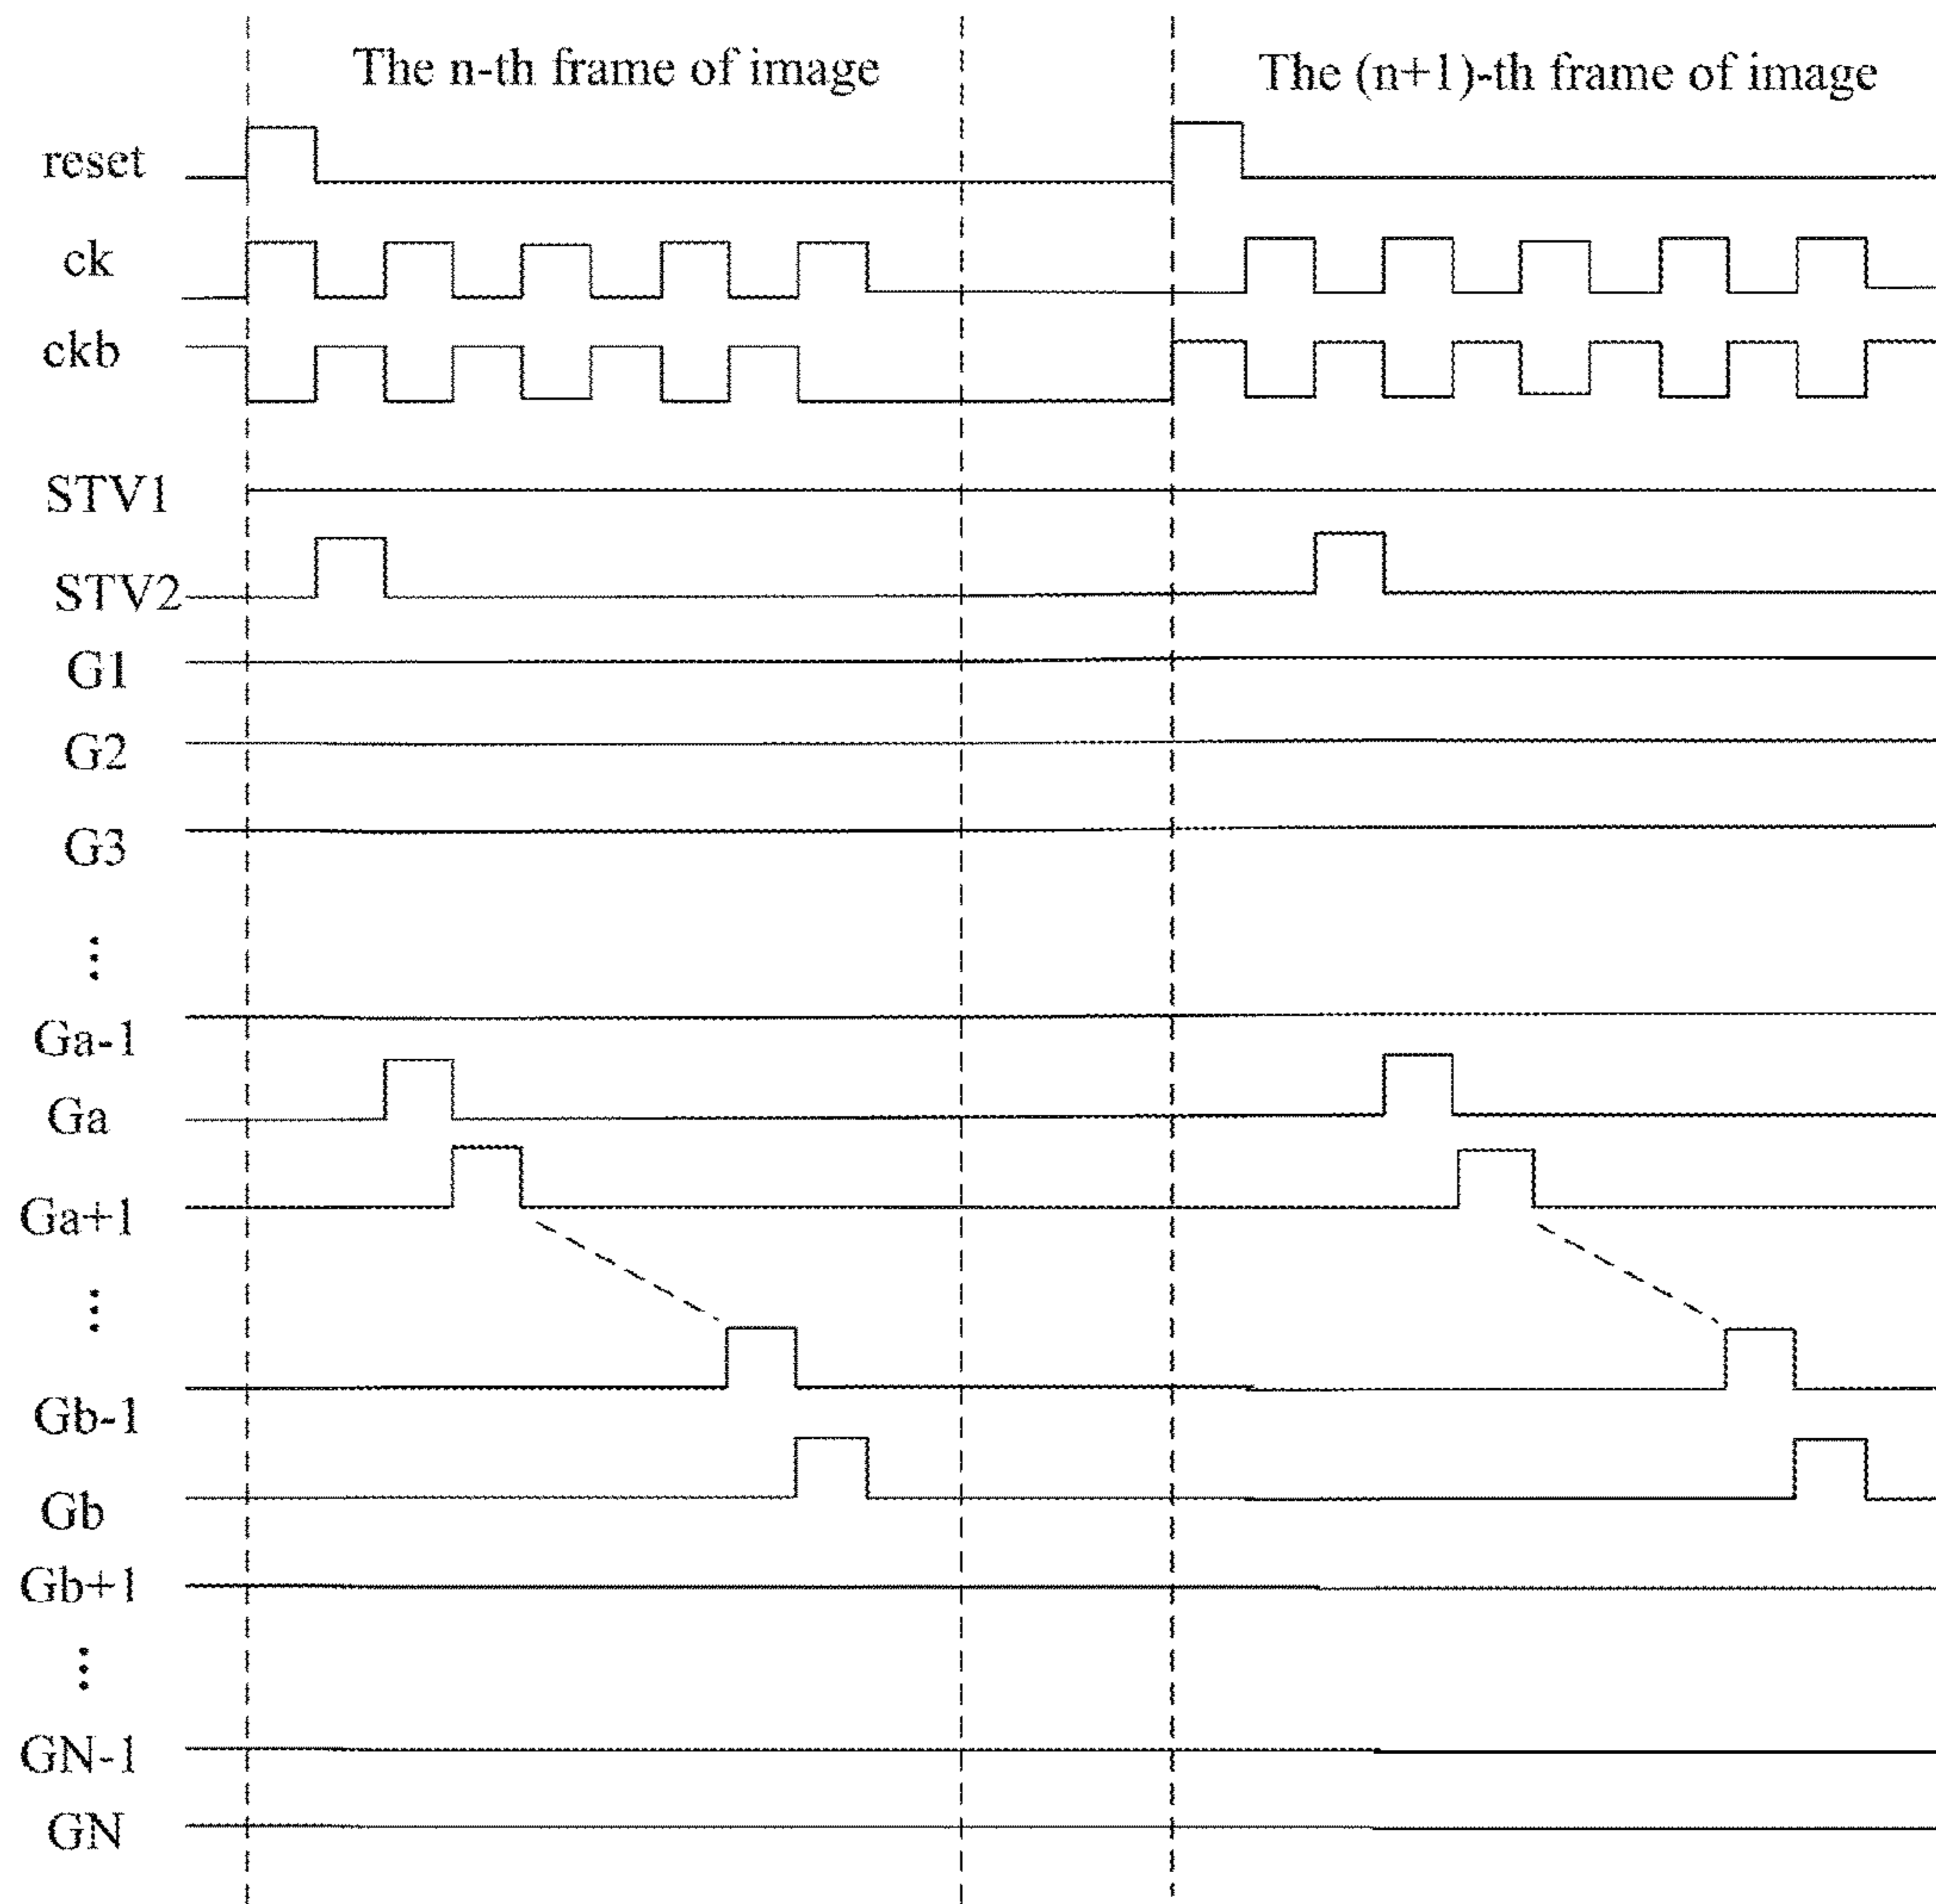 The n-th frame of image
The (n+1)-th frame of image
reset
ck
ckb
STV1
STV2
G1
G2
G3
⋮
Ga-1
Ga
Ga+1
⋮
Gb-1
Gb
Gb+1
⋮
GN-1
GN